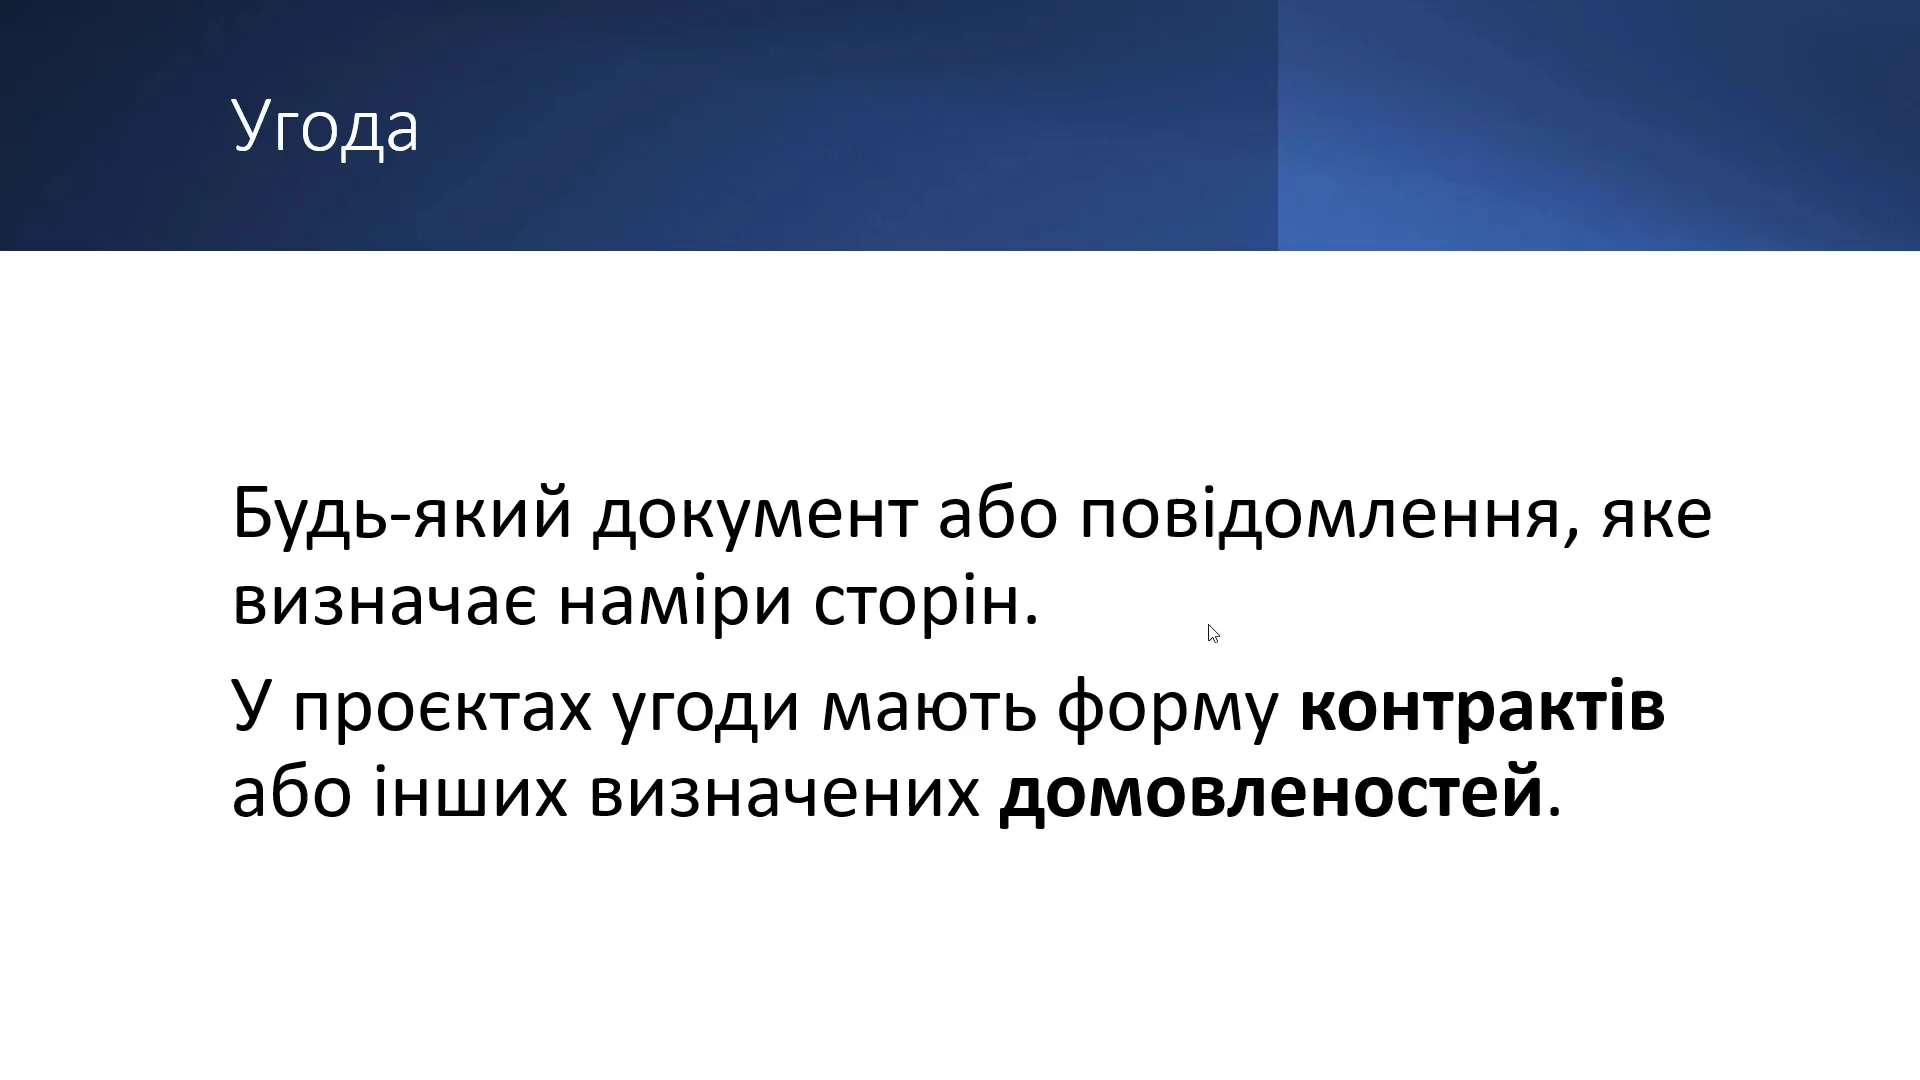 Угода
Будь-який документ або повідомлення, яке
визначає наміри сторін.
У проєктах угоди мають форму контрактів
або інших визначених домовленостей.